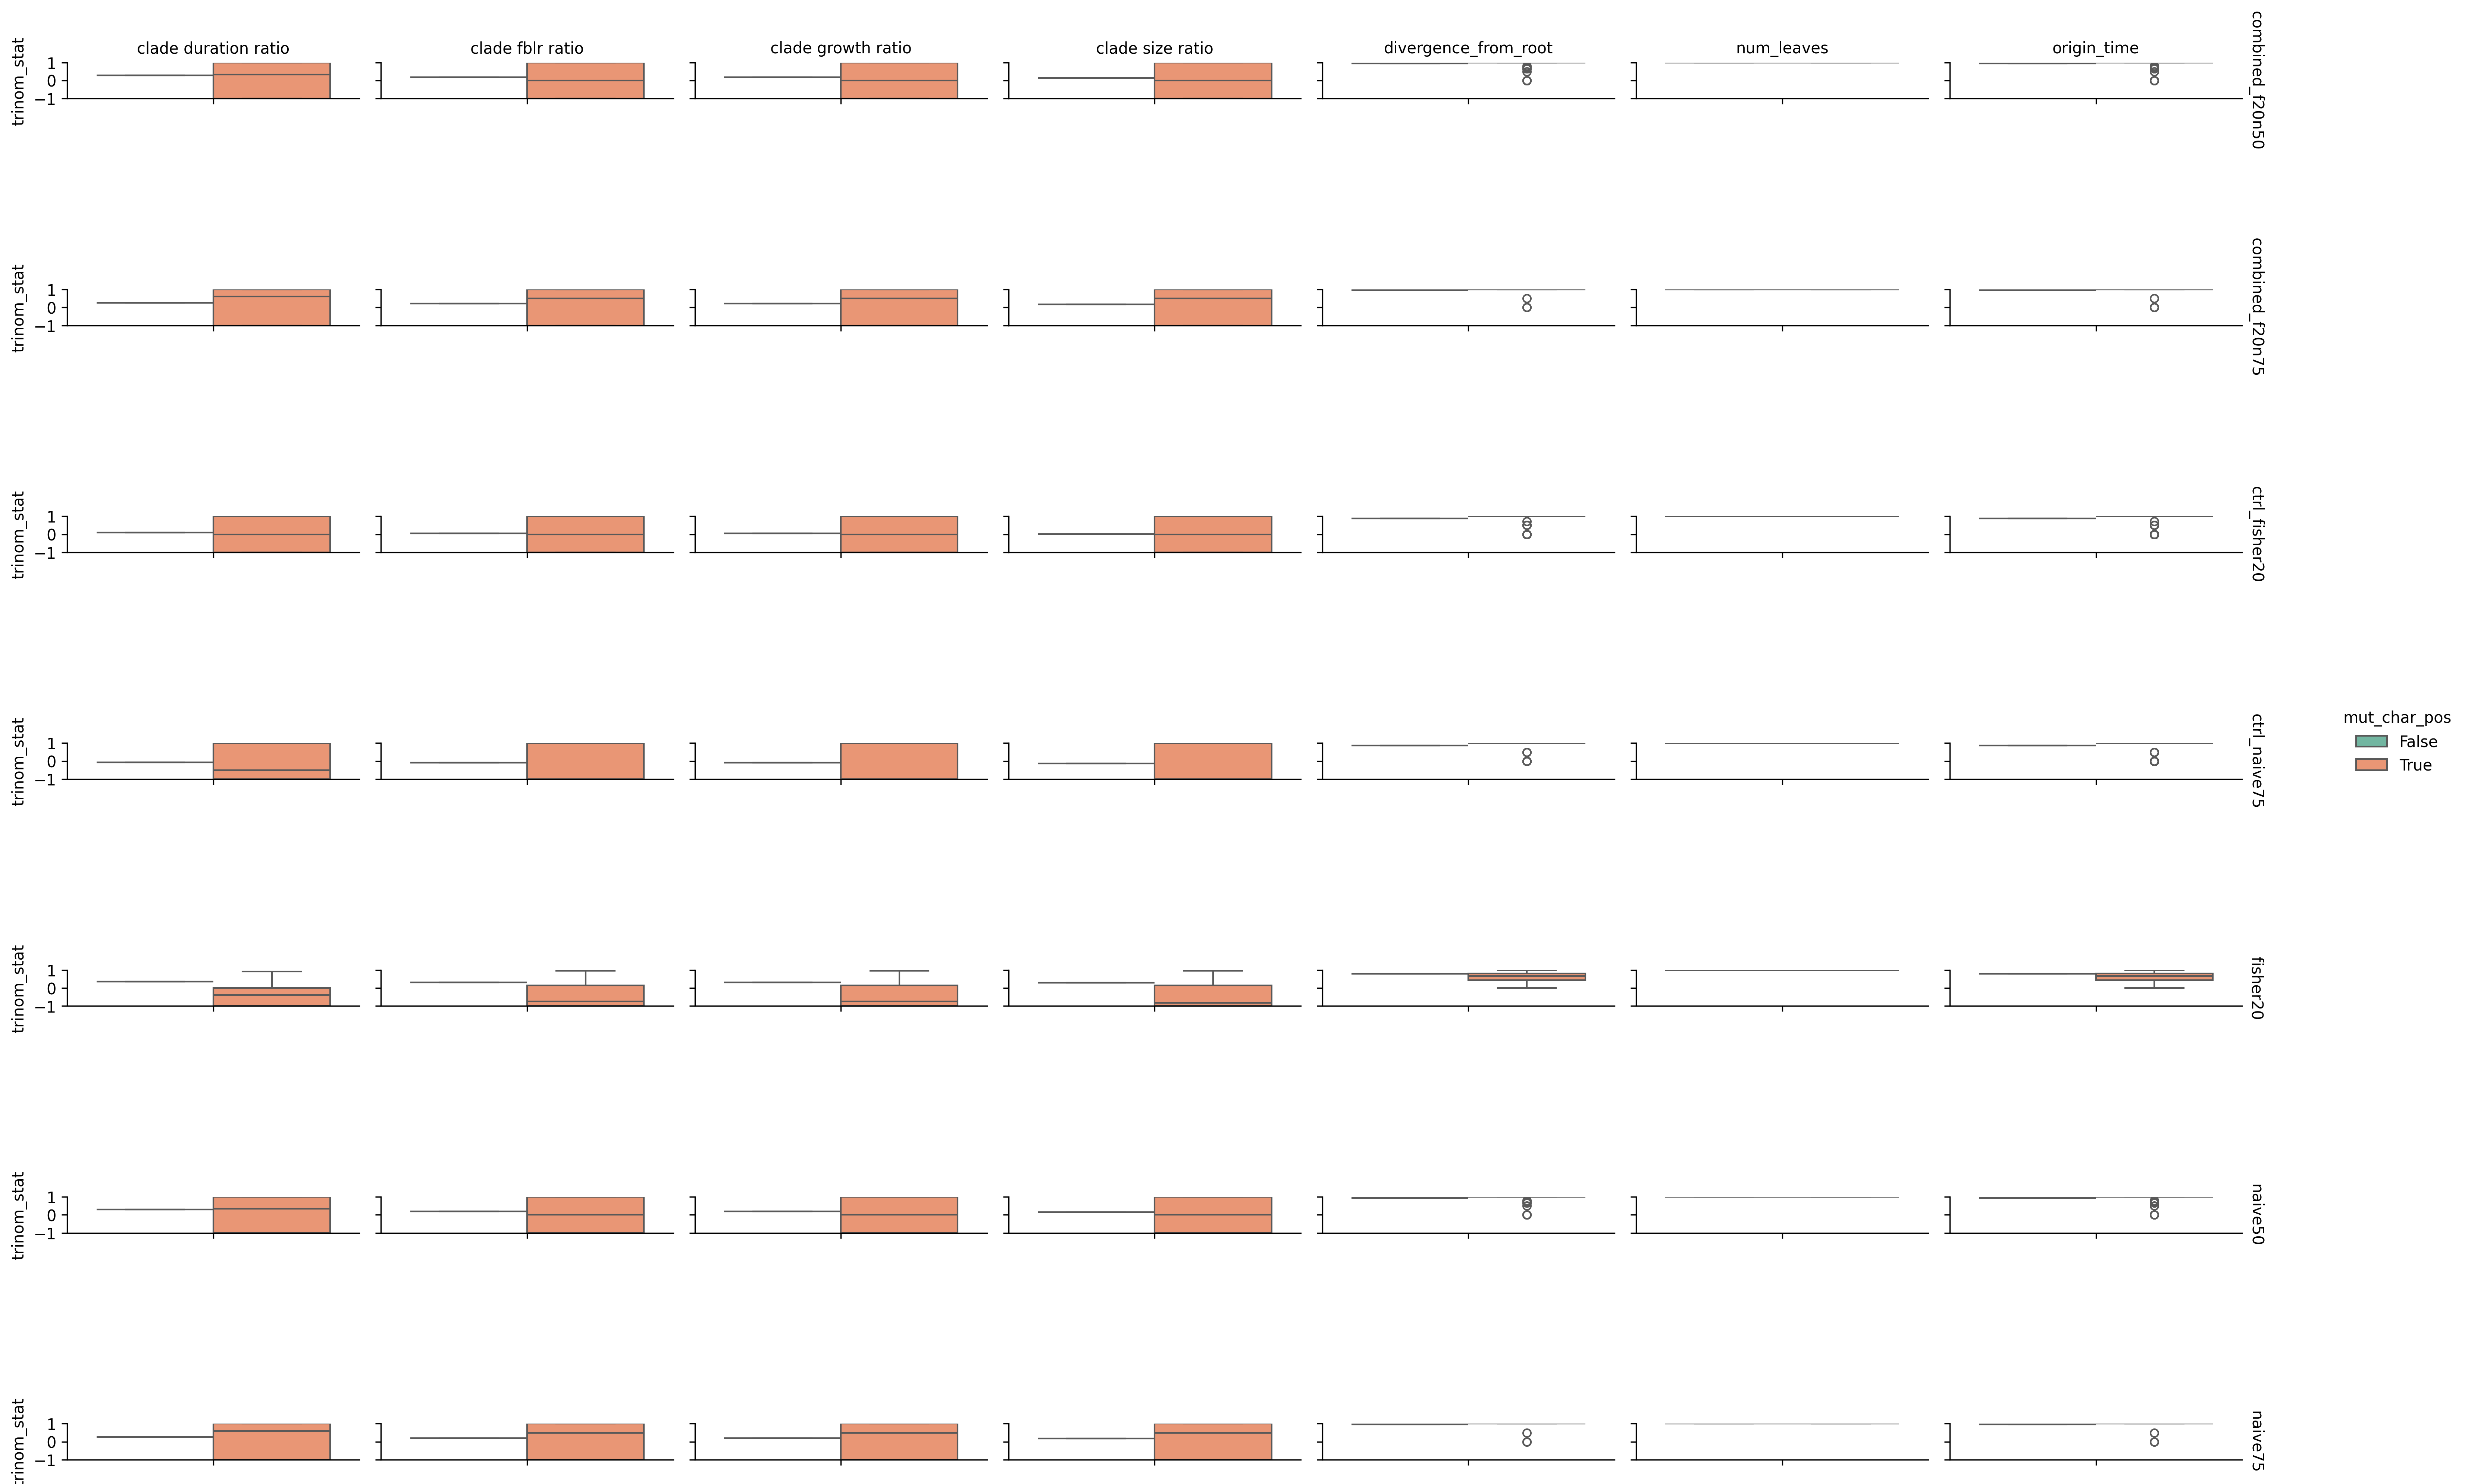 clade duration ratio clade fblr ratio clade growth ratio clade size ratio divergence_from_root num_leaves origin_time
trinom_stat
1
0
−1
combined_f20n50
trinom_stat
1
0
−1
combined_f20n75
trinom_stat
1
0
−1
ctrl_fisher20
trinom_stat
1
0
−1
ctrl_naive75
mut_char_pos
False
True
trinom_stat
1
0
−1
fisher20
trinom_stat
1
0
−1
naive50
trinom_stat
1
0
−1
naive75